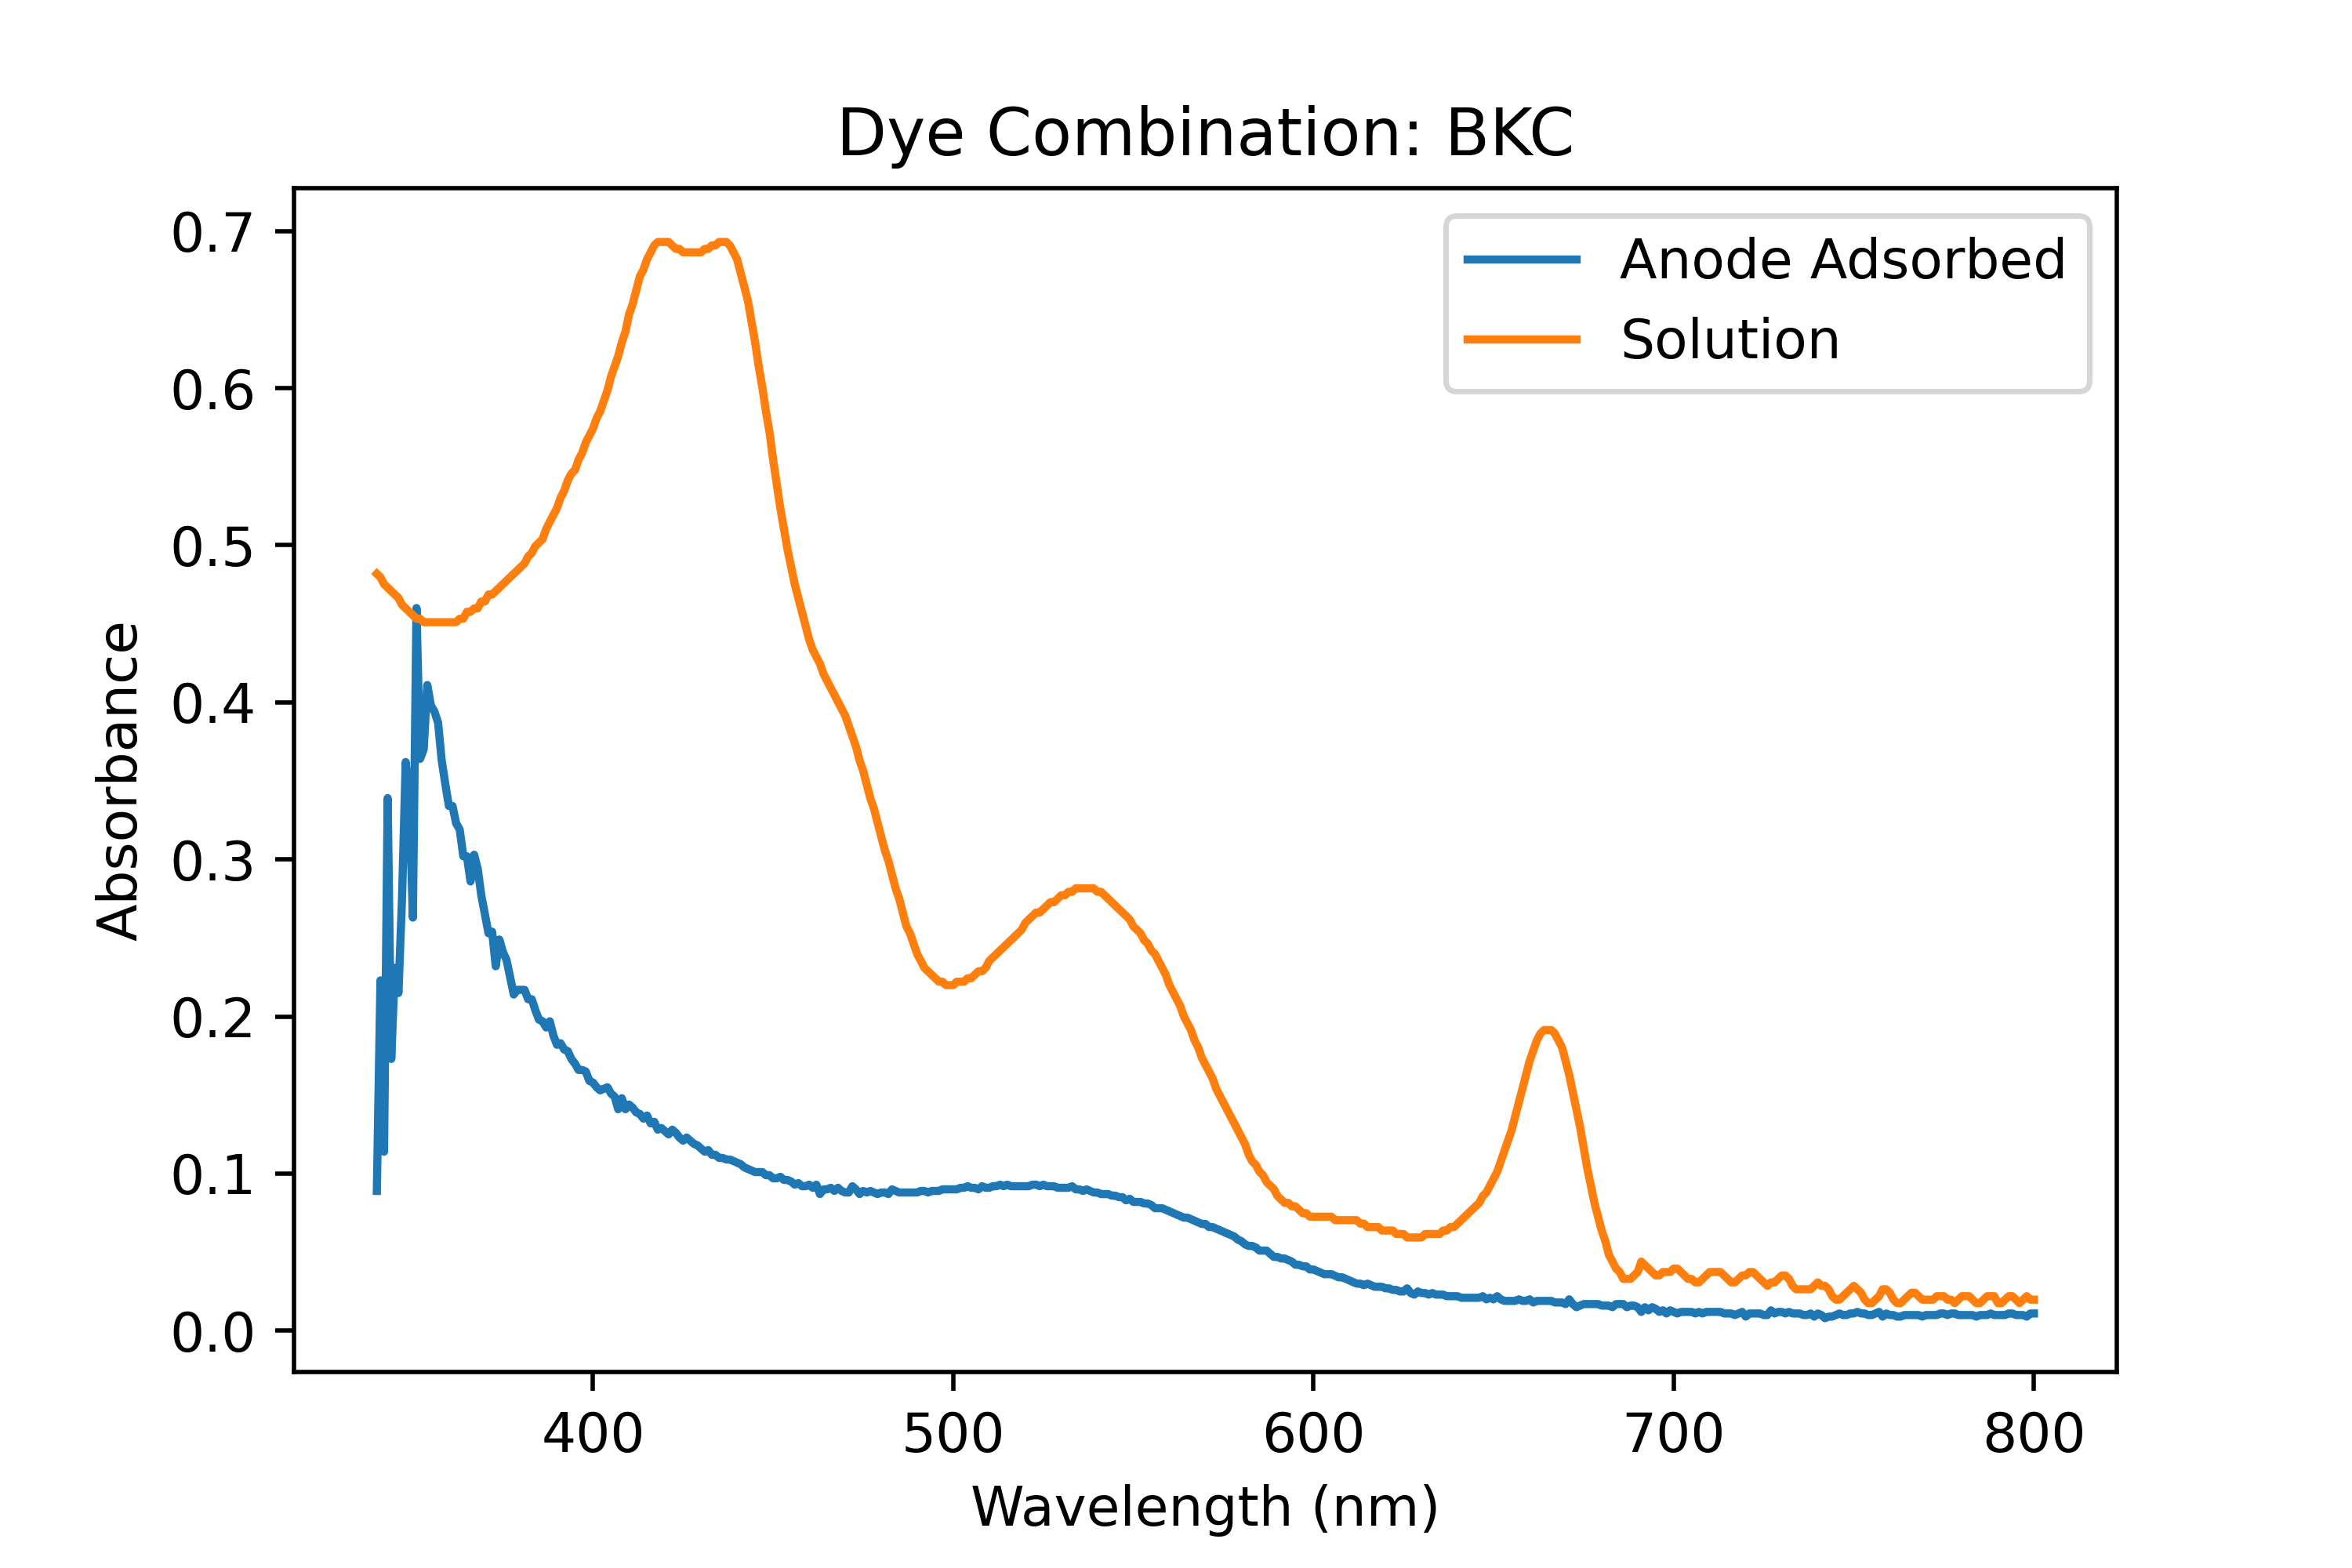 Dye Combination: BKC
Anode Adsorbed
Solution
0.7
0.6
0.5
0.4
0.3
0.2
0.1
0.0
Absorbance
400 500 600 700 800
Wavelength (nm)